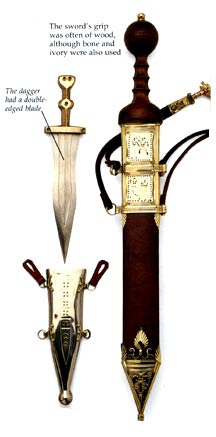 The sword's grip
was often of wood,
although bone and
ivory were also used
The dagger
had a double-
edged blade